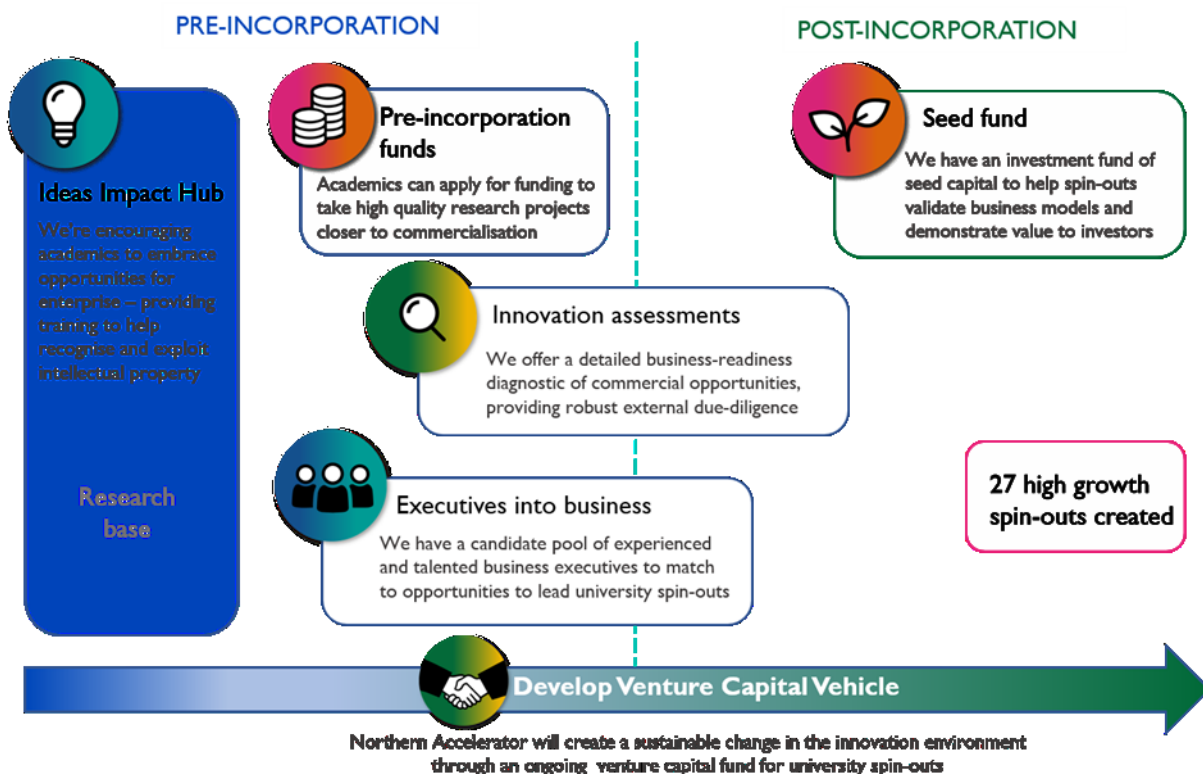 PRE-INCORPORATION
POST-INCORPORATION
Ideas Impact Hub
We're encouraging
academics to embrace
opportunities for
enterprise – providing
training to help
recognise and exploit
intellectual property
Research
base
Pre-incorporation
funds
Academics can apply for funding to
take high quality research projects
closer to commercialisation
Seed fund
We have an investment fund of
seed capital to help spin-outs
validate business models and
demonstrate value to investors
Innovation assessments
We offer a detailed business-readiness
diagnostic of commercial opportunities,
providing robust external due-diligence
Executives into business
We have a candidate pool of experienced
and talented business executives to match
to opportunities to lead university spin-outs
27 high growth
spin-outs created
Develop Venture Capital Vehicle
Northern Accelerator will create a sustainable change in the innovation environment
through an ongoing venture capital fund for university spin-outs